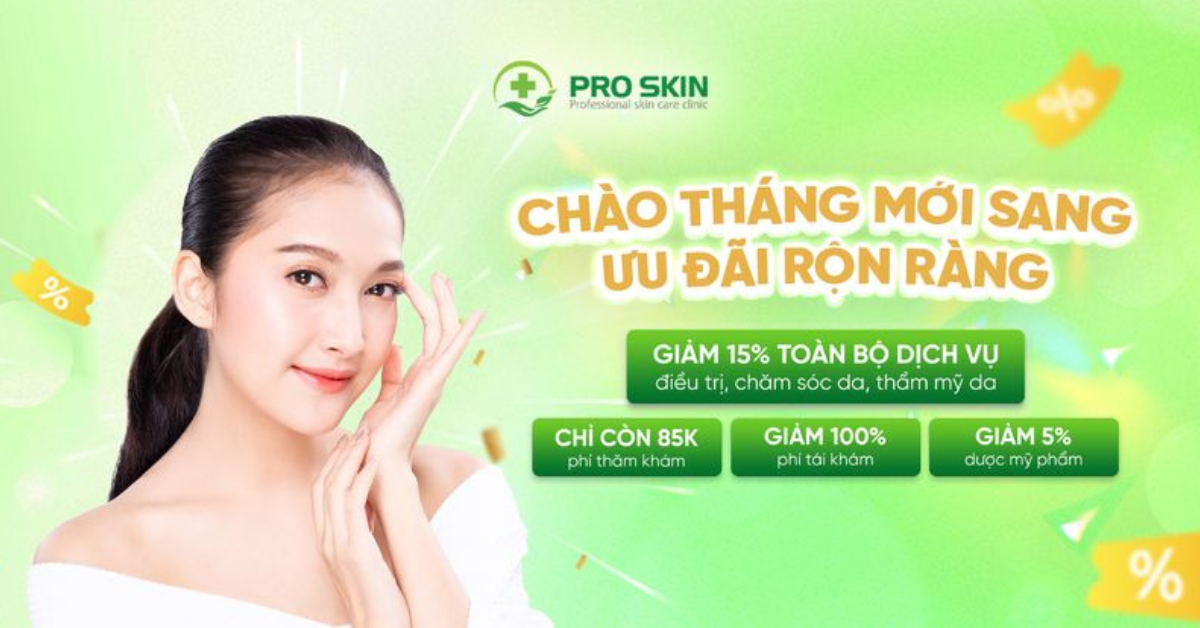 PRO SKIN
Professional skin care clinic
CHÀO THÁNG MỚI SANG
ƯU ĐÃI RỘN RÀNG
GIẢM 15% TOÀN BỘ DỊCH VỤ
điều trị, chăm sóc da, thẩm mỹ da
CHỈ CÒN 85K
phí thăm khám
GIẢM 100%
phí tái khám
GIẢM 5%
dược mỹ phẩm
%
%
%